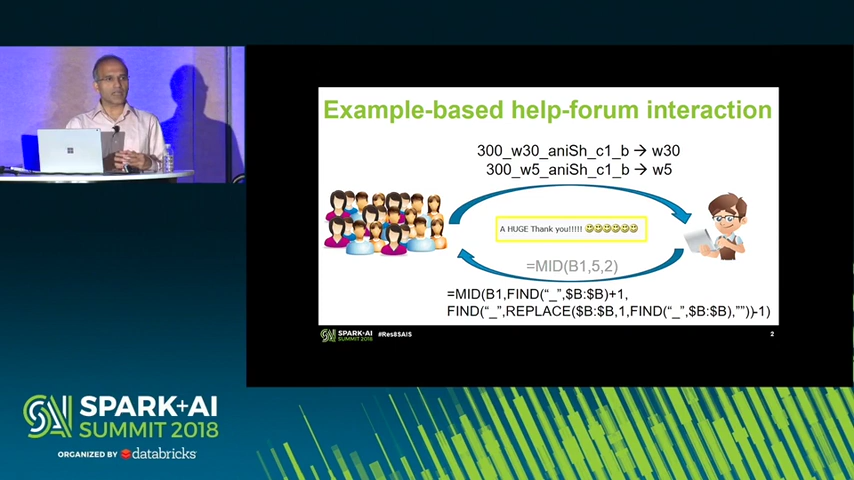 Example-based help-forum interaction
300_w30_aniSh_c1_b → w30
300_w5_aniSh_c1_b → w5
A HUGE Thank you!!!!! 😊😊😊😊😊😊
=MID(B1,5,2)
=MID(B1,FIND("_",$B:$B)+1,
FIND("_",REPLACE($B:$B,1,FIND("_",$B:$B),""))-1)
SPARK+AI
SUMMIT 2018
#Res8SAIS
2
SPARK+AI
SUMMIT 2018
ORGANIZED BY databricks